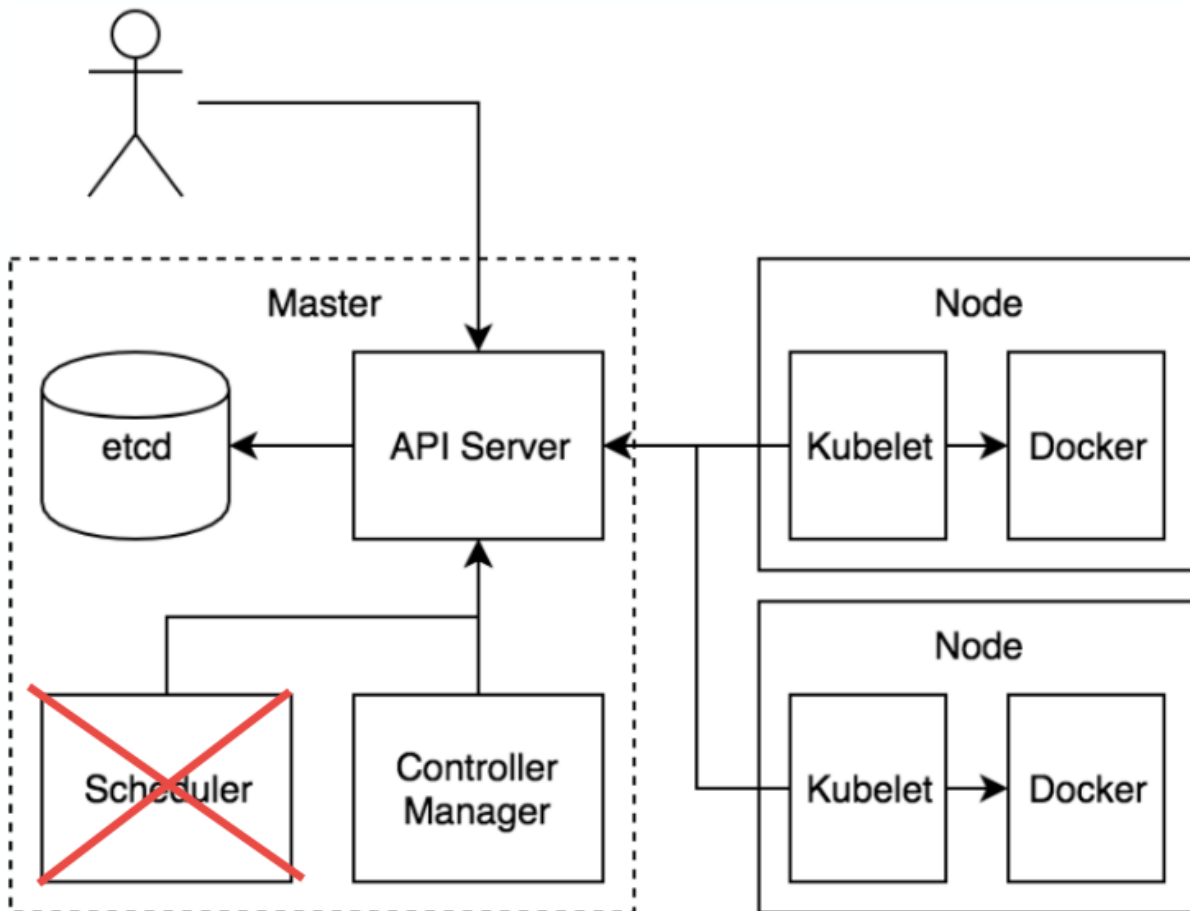 Master
Node
etcd
API Server
Kubelet
Docker
Node
Scheduler
Controller
Manager
Kubelet
Docker